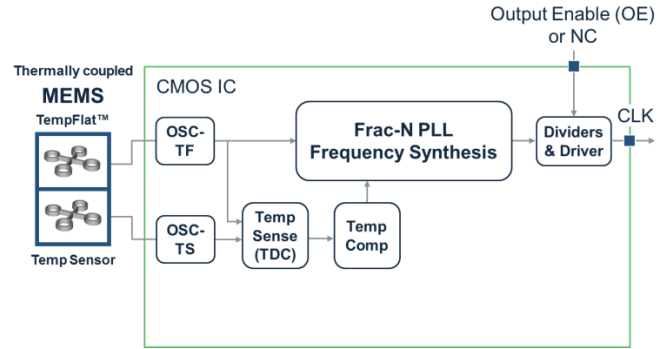 Output Enable (OE)
or NC
Thermally coupled
MEMS
TempFlat™
CMOS IC
CLK
OSC-
TF
Frac-N PLL
Frequency Synthesis
Dividers
& Driver
OSC-
TS
Temp
Sense
(TDC)
Temp
Comp
Temp Sensor